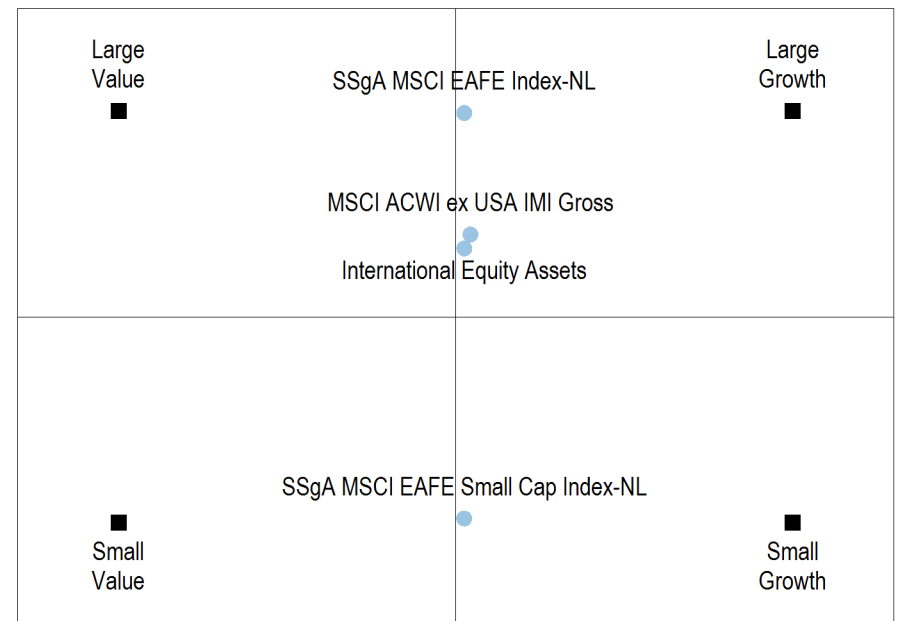 Large
Value
SSgA MSCI EAFE Index-NL
Large
Growth
MSCI ACWI ex USA IMI Gross
International Equity Assets
SSgA MSCI EAFE Small Cap Index-NL
Small
Value
Small
Growth